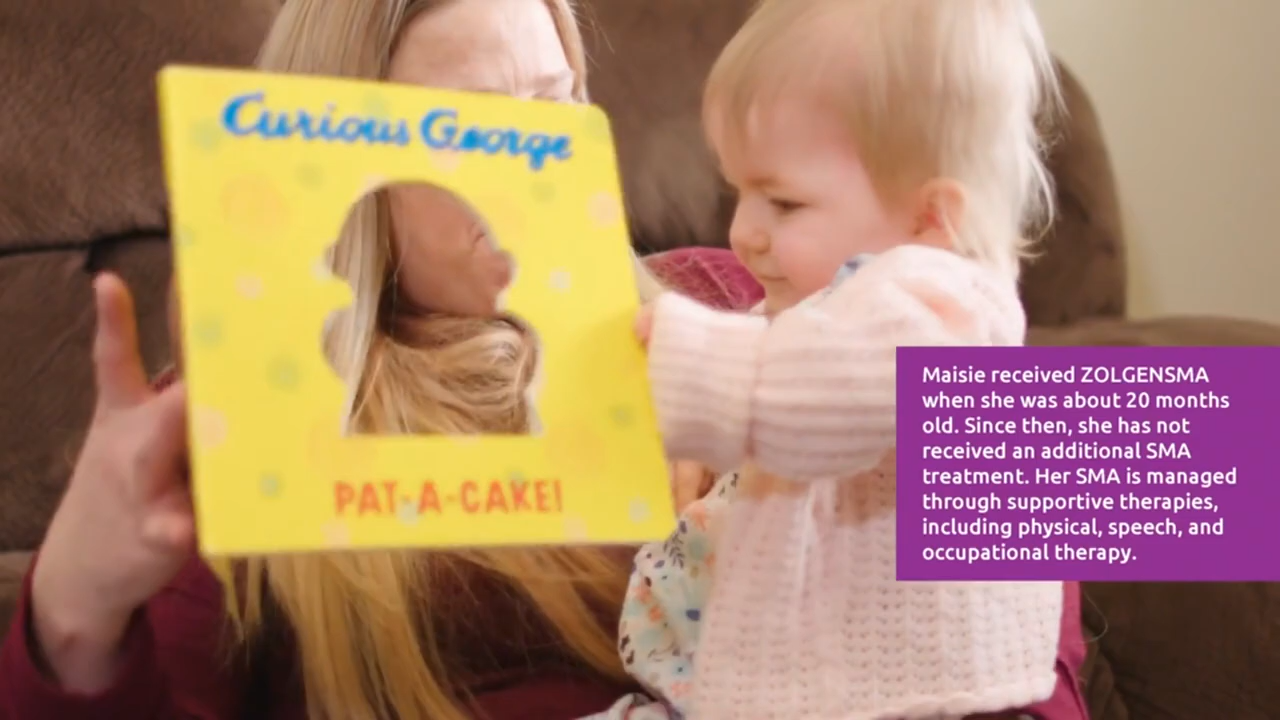 Curious George
PAT-A-CAKE!
Maisie received ZOLGENSMA
when she was about 20 months
old. Since then, she has not
received an additional SMA
treatment. Her SMA is managed
through supportive therapies,
including physical, speech, and
occupational therapy.